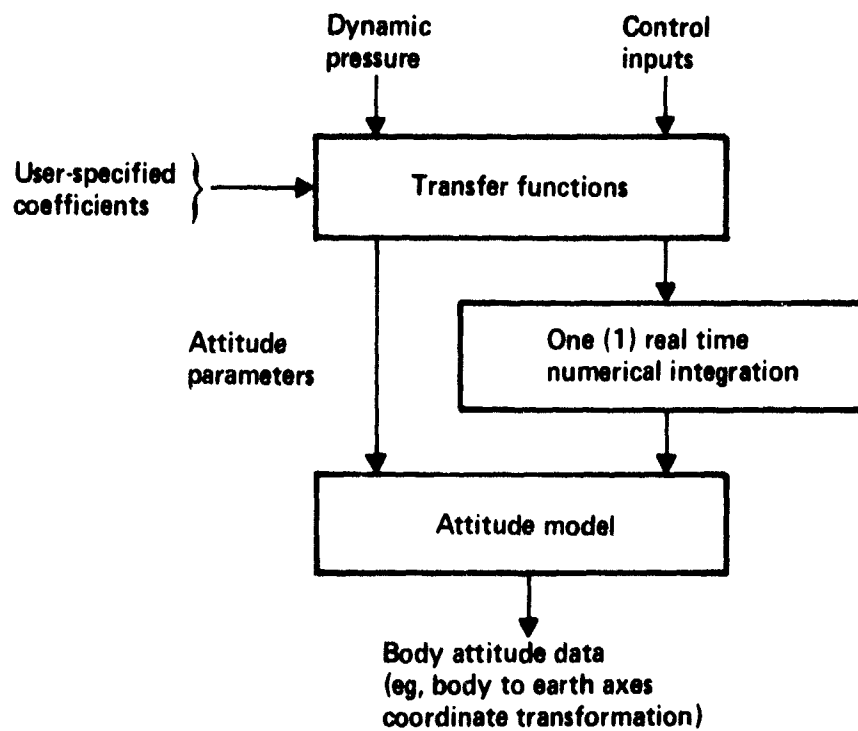 Dynamic
pressure
Control
inputs
User-specified
coefficients
Transfer functions
Attitude
parameters
One (1) real time
numerical integration
Attitude model
Body attitude data
(eg, body to earth axes
coordinate transformation)